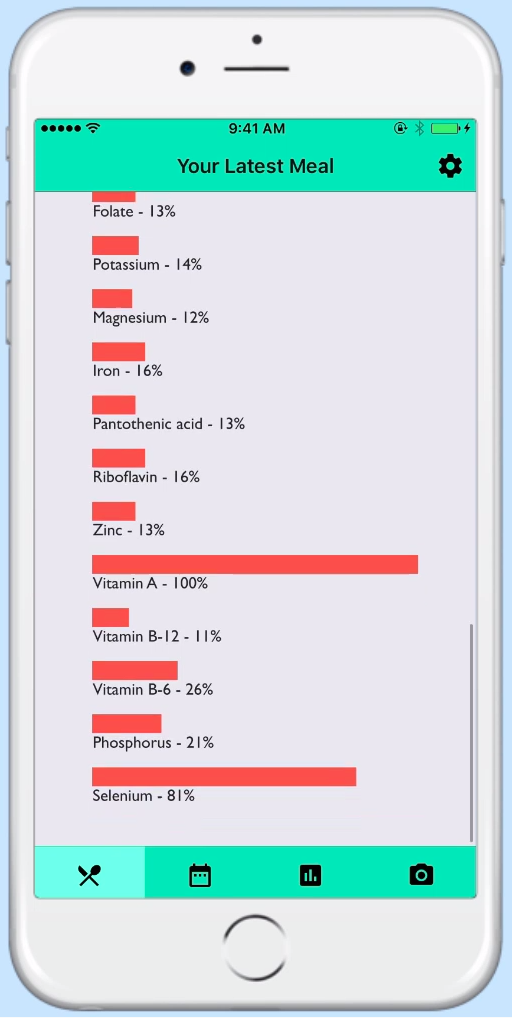 9:41 AM
Your Latest Meal
Folate - 13%
Potassium - 14%
Magnesium - 12%
Iron - 16%
Pantothenic acid - 13%
Riboflavin - 16%
Zinc - 13%
Vitamin A - 100%
Vitamin B-12 - 11%
Vitamin B-6 - 26%
Phosphorus - 21%
Selenium - 81%